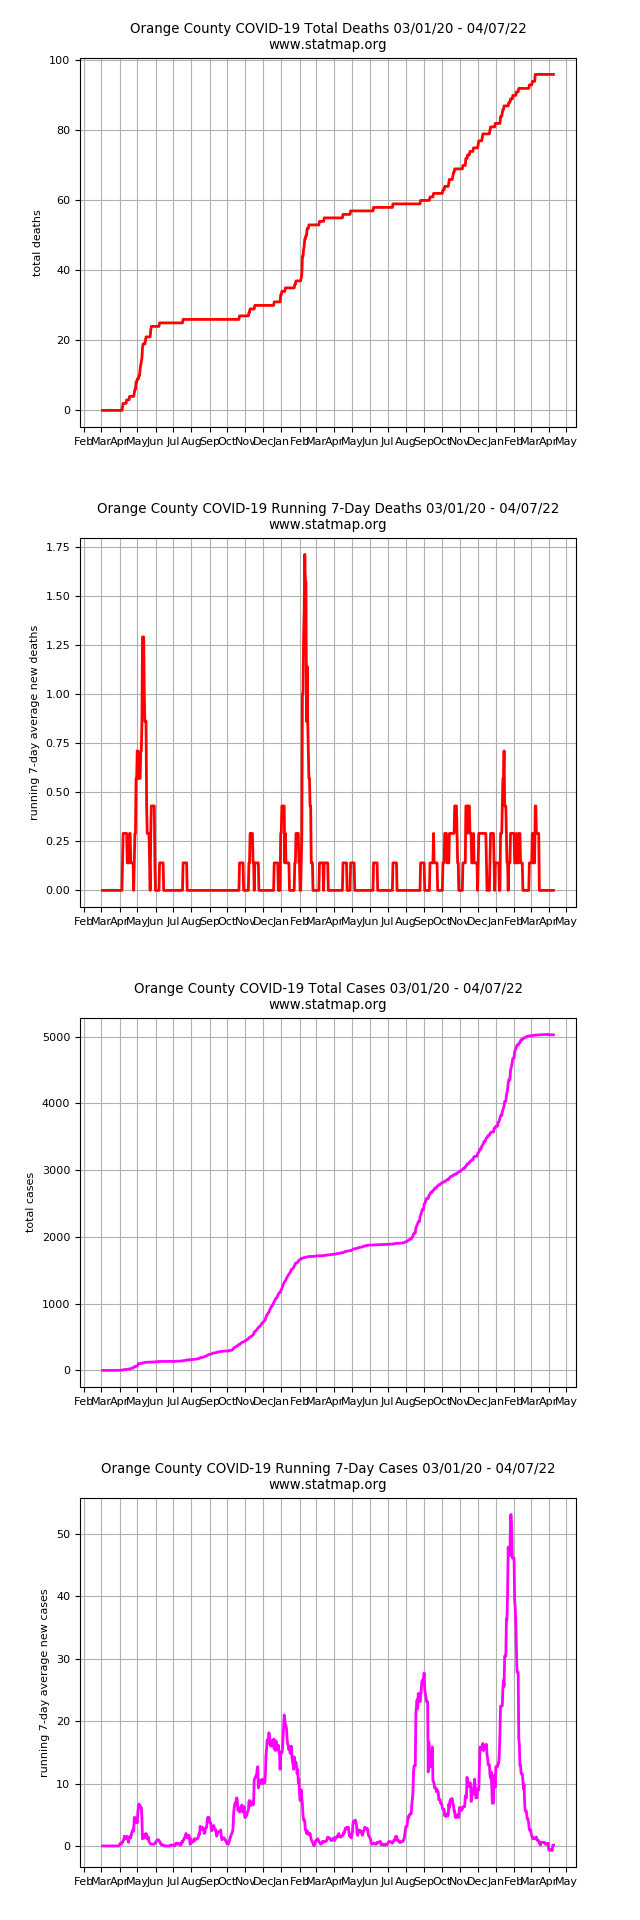 Orange County COVID-19 Total Deaths 03/01/20 - 04/07/22
www.statmap.org
100
80
60
40
20
0
total deaths
Feb Mar Apr May Jun Jul Aug Sep Oct Nov Dec Jan Feb Mar Apr May Jun Jul Aug Sep Oct Nov Dec Jan Feb Mar Apr May
Orange County COVID-19 Running 7-Day Deaths 03/01/20 - 04/07/22
www.statmap.org
1.75
1.50
1.25
1.00
0.75
0.50
0.25
0.00
running 7-day average new deaths
Feb Mar Apr May Jun Jul Aug Sep Oct Nov Dec Jan Feb Mar Apr May Jun Jul Aug Sep Oct Nov Dec Jan Feb Mar Apr May
Orange County COVID-19 Total Cases 03/01/20 - 04/07/22
www.statmap.org
5000
4000
3000
2000
1000
0
total cases
Feb Mar Apr May Jun Jul Aug Sep Oct Nov Dec Jan Feb Mar Apr May Jun Jul Aug Sep Oct Nov Dec Jan Feb Mar Apr May
Orange County COVID-19 Running 7-Day Cases 03/01/20 - 04/07/22
www.statmap.org
50
40
30
20
10
0
running 7-day average new cases
Feb Mar Apr May Jun Jul Aug Sep Oct Nov Dec Jan Feb Mar Apr May Jun Jul Aug Sep Oct Nov Dec Jan Feb Mar Apr May